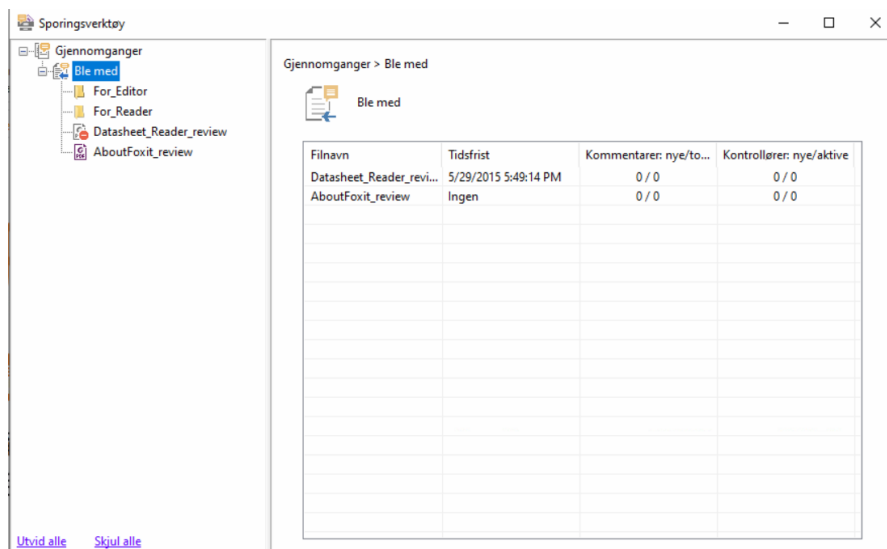 Sporingsverktøy
Gjennomganger
Ble med
For_Editor
For_Reader
Datasheet_Reader_review
AboutFoxit_review
Utvid alle Skjul alle
Gjennomganger > Ble med
Ble med
Filnavn Tidsfrist Kommentarer: nye/to... Kontrollører: nye/aktive
Datasheet_Reader_revi... 5/29/2015 5:49:14 PM 0 / 0 0 / 0
AboutFoxit_review Ingen 0 / 0 0 / 0